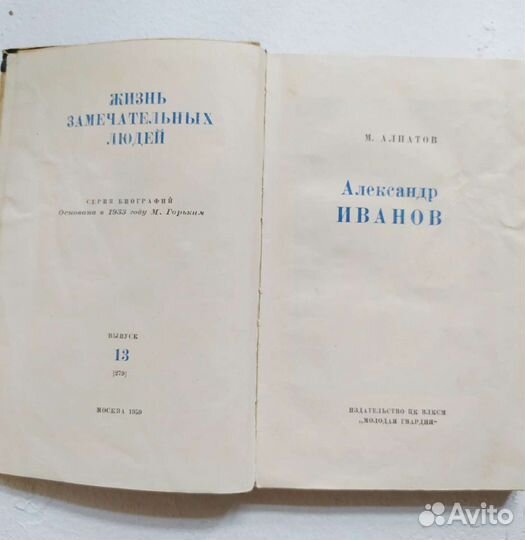 ЖИЗНЬ
ЗАМЕЧАТЕЛЬНЫХ
ЛЮДЕЙ
СЕРИЯ БИОГРАФИЙ
Основана в 1933 году М. Горьким
ВЫПУСК
13
[279]
МОСКВА 1959
М. АЛПАТОВ
Александр
ИВАНОВ
ИЗДАТЕЛЬСТВО ЦК ВЛКСМ
„МОЛОДАЯ ГВАРДИЯ"
Avito